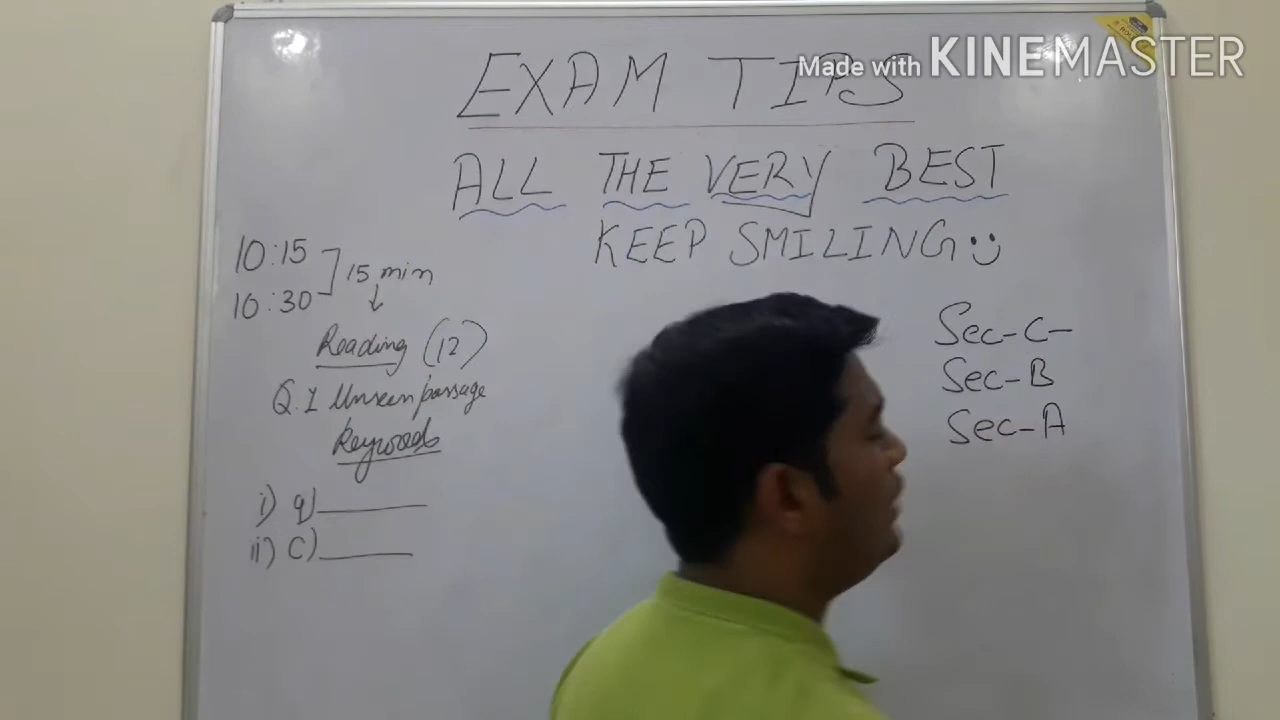 Made with KINEMASTER
EXAM TIPS
ALL THE VERY BEST
KEEP SMILING
10:15
10:30
15 min
Reading (12)
Q.1 Unseen passage
Keywords
i) a)
ii) c)
Sec-C-
Sec-B
Sec-A